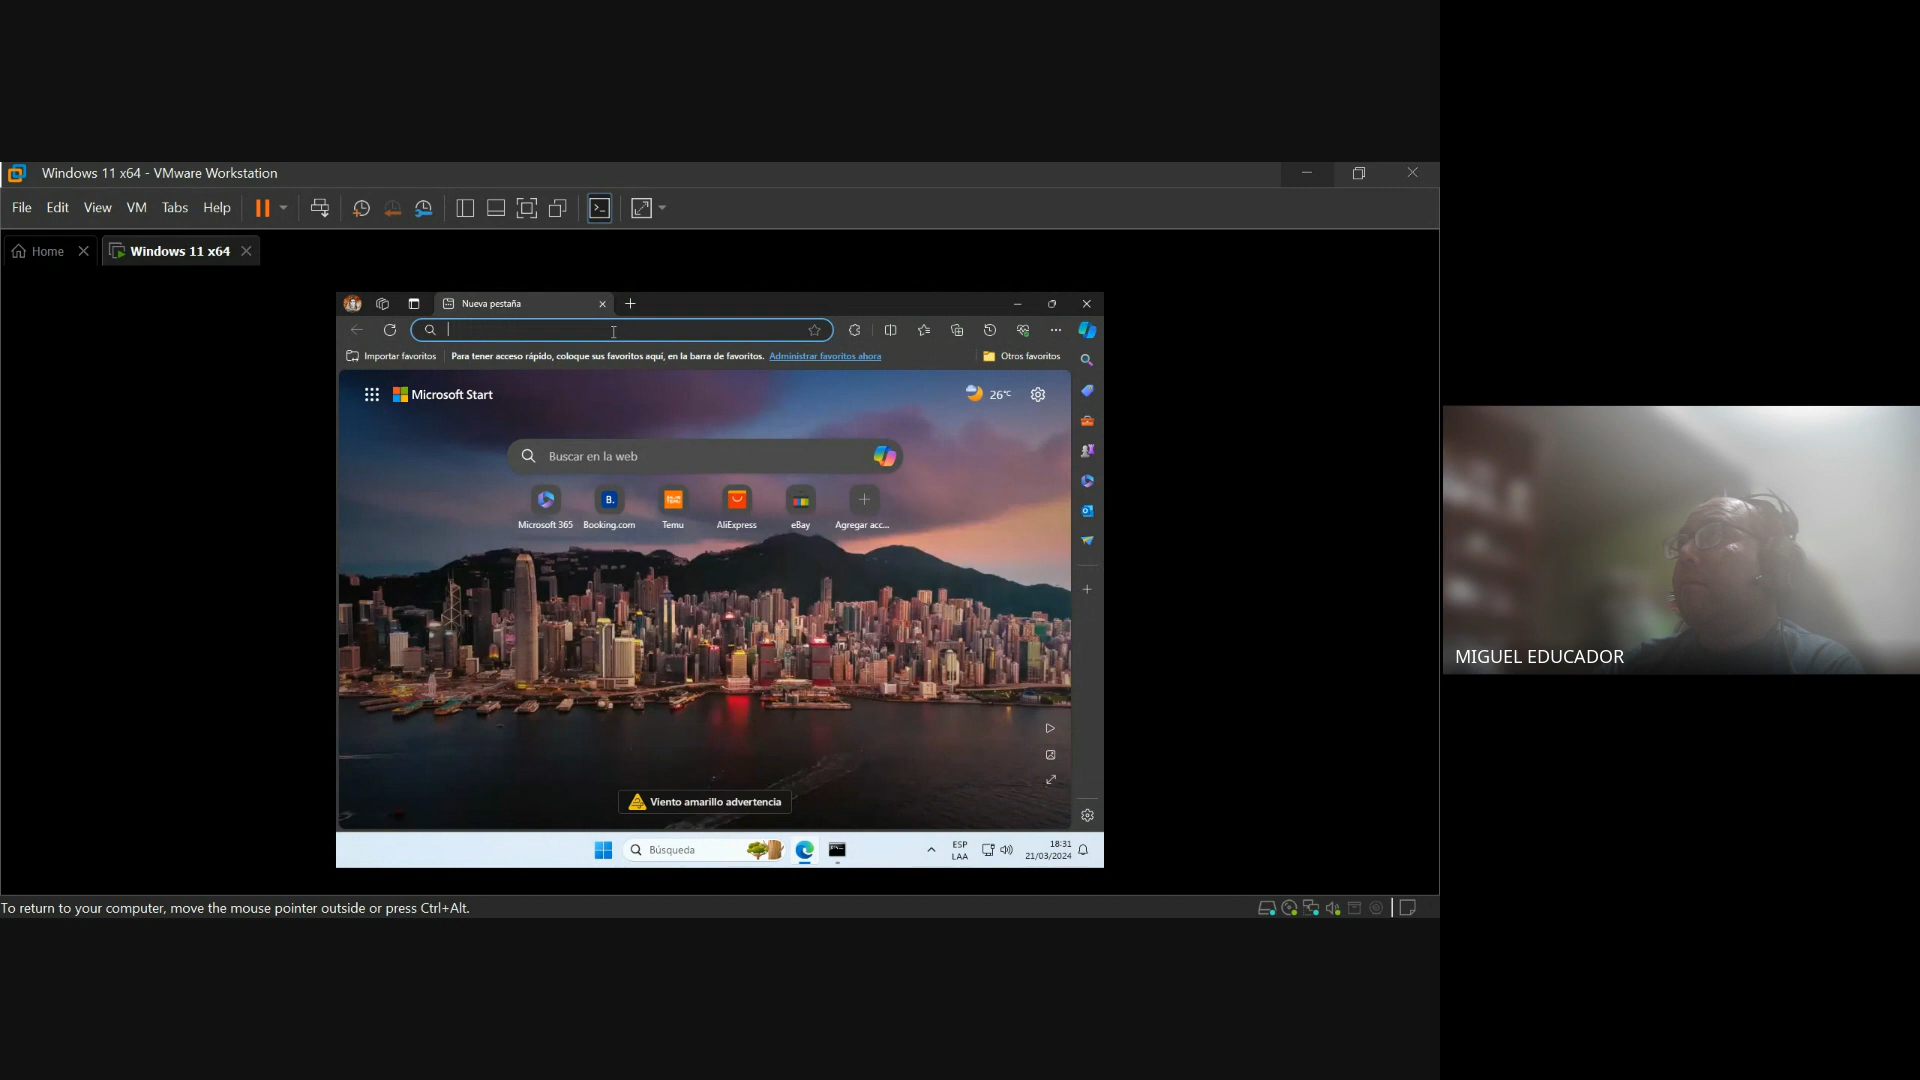 Windows 11 x64 - VMware Workstation
File Edit View VM Tabs Help
Home Windows 11 x64
Nueva pestaña
Importar favoritos Para tener acceso rápido, coloque sus favoritos aquí, en la barra de favoritos. Administrar favoritos ahora Otros favoritos
Microsoft Start 26°C
Buscar en la web
B.
Microsoft 365 Booking.com Temu AliExpress eBay Agregar acc...
MIGUEL EDUCADOR
Viento amarillo advertencia
Búsqueda ESP LAA 18:31 21/03/2024
To return to your computer, move the mouse pointer outside or press Ctrl+Alt.